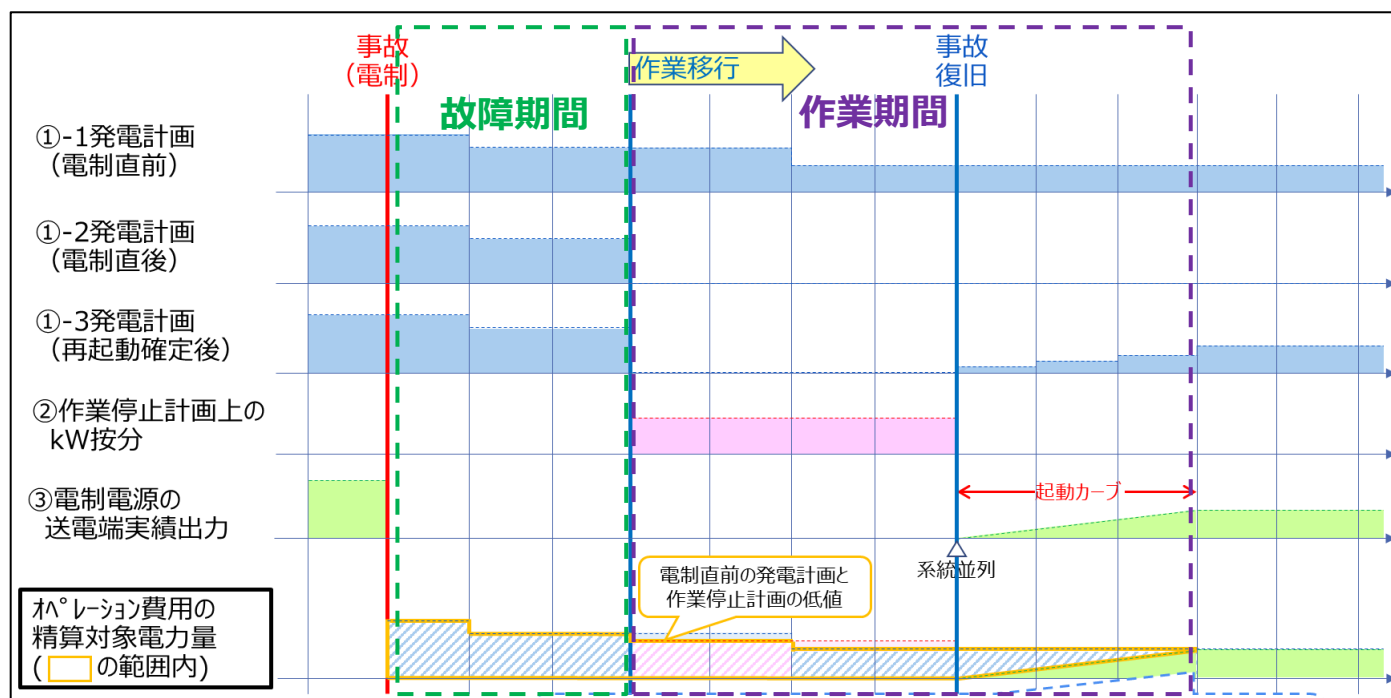 事故
(電制)
作業移行
事故
復旧
故障期間
作業期間
①-1発電計画
(電制直前)
①-2発電計画
(電制直後)
①-3発電計画
(再起動確定後)
②作業停止計画上の
kW按分
③電制電源の
送電端実績出力
起動カーブ
系統並列
電制直前の発電計画と
作業停止計画の低値
ｵﾍﾟﾚｰｼｮﾝ費用の
精算対象電力量
( の範囲内)